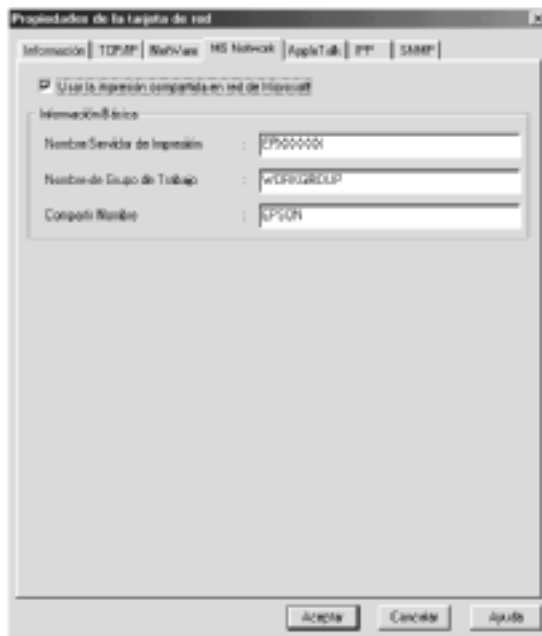 Propiedades de la tarjeta de red
Información TCP/IP NetWare MS Network AppleTalk IPP SNMP
Usar la impresión compartida en red de Microsoft
Información Básica
Nombre Servidor de Impresión :
Nombre de Grupo de Trabajo : WORKGROUP
Compartir Nombre : EPSON
Aceptar Cancelar Ayuda